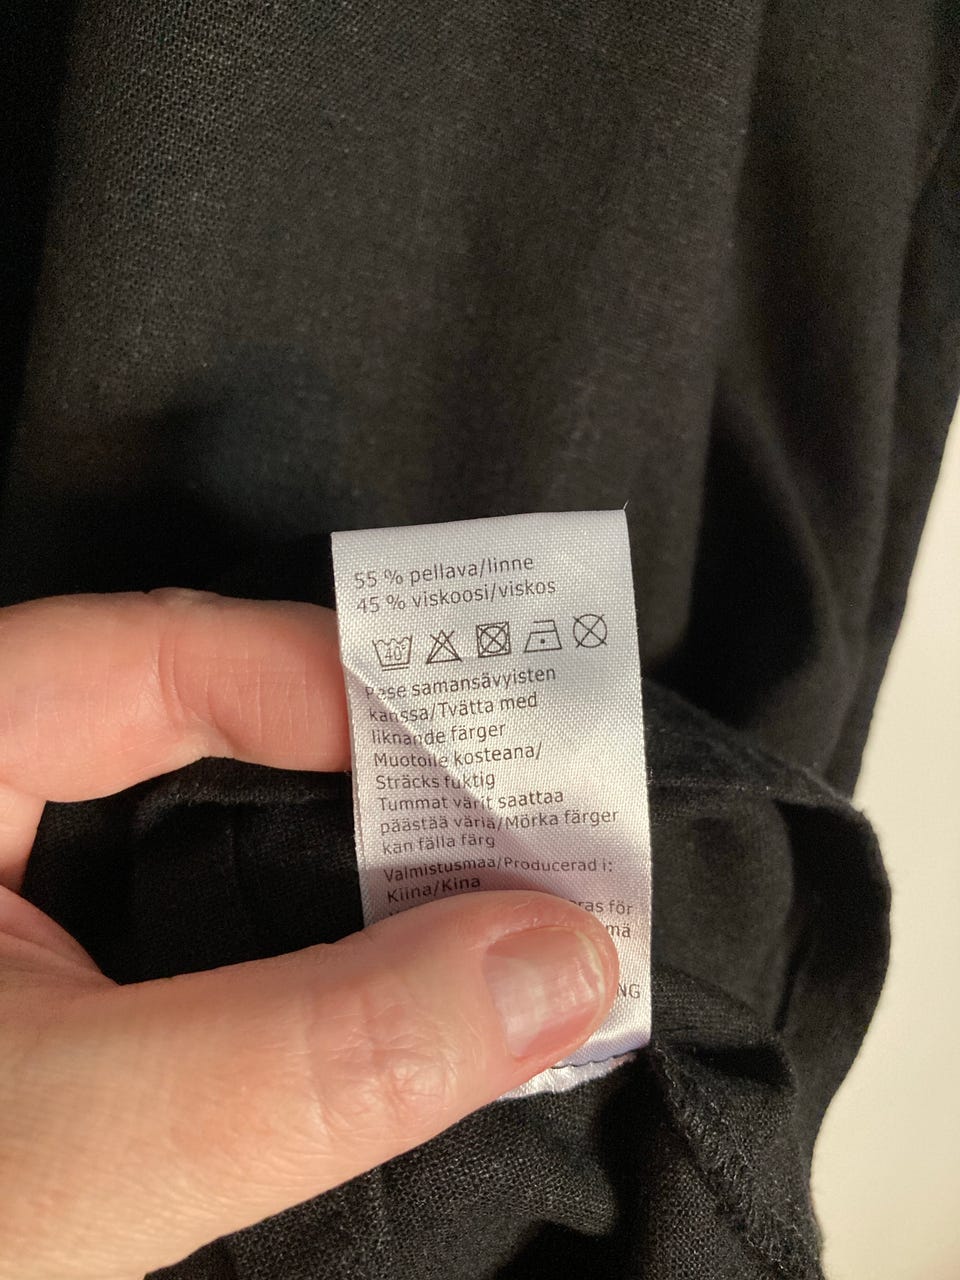 55 % pellava/linne
45 % viskoosi/viskos
40°
Pese samansävyisten
kanssa/Tvätta med
liknande färger
Muotoile kosteana/
Sträcks fuktig
Tummat värit saattaa
päästää väriä/Mörka färger
kan fälla färg
Valmistusmaa/Producerad i:
Kiina/Kina
för